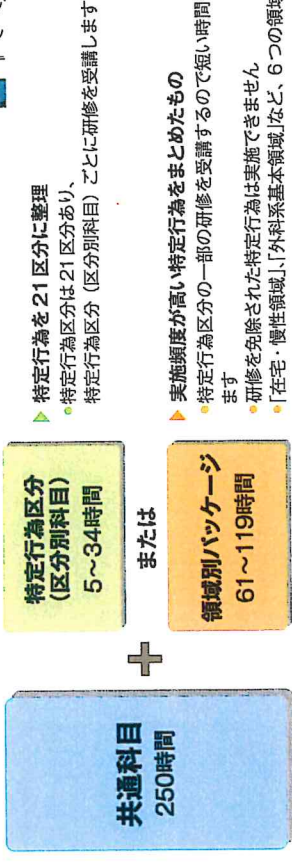 共通科目
250時間
+
特定行為区分
(区分別科目)
5~34時間
または
領域別パッケージ
61~119時間
▶ 特定行為を21区分に整理
• 特定行為区分は21区分あり、
特定行為区分(区分別科目)ごとに研修を受講します
▶ 実施頻度が高い特定行為をまとめたもの
• 特定行為区分の一部の研修を受講するので短い時間
ます
• 研修を免除された特定行為は実施できません
• 「在宅・慢性領域」、「外科系基本領域」など、6つの領域